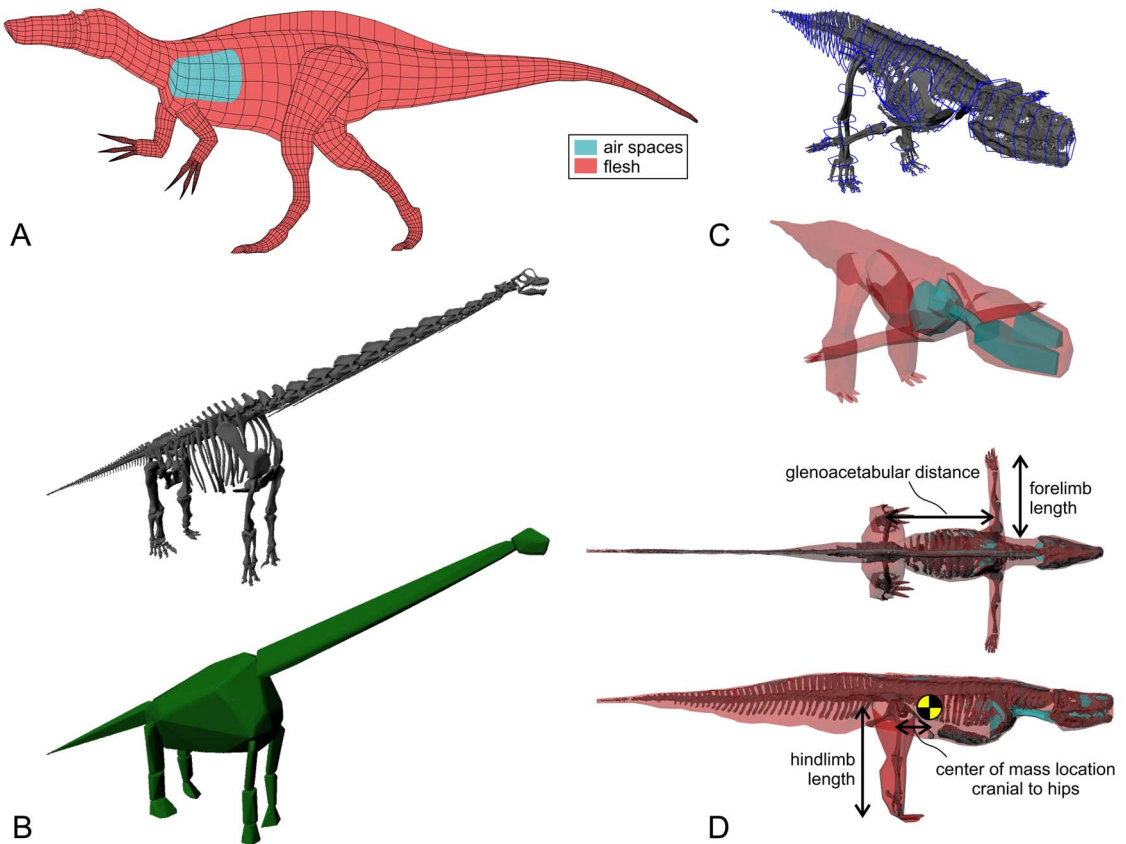 air spaces
flesh
A
C
glenoacetabular distance
forelimb
length
hindlimb
length
center of mass location
cranial to hips
B
D